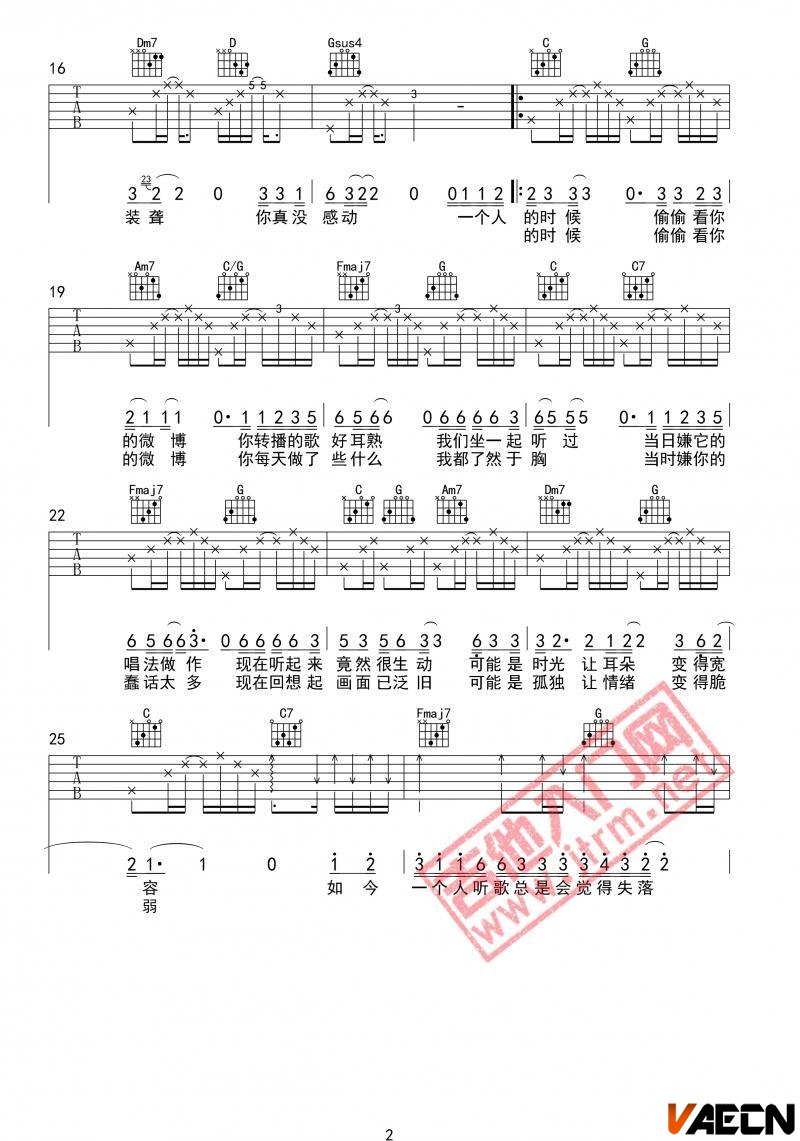 Dm7 D Gsus4 C G
16
T A B 5 5 3
3 23 2 2 0 3 3 1 6 3 2 2 0 0 1 1 2 2 3 3 3 0· 3 3 2 3
装聋 你真没 感动 一个人 的时候 偷偷看你
的时候 偷偷看你
Am7 C/G Fmaj7 G C C7
19
T A B 3 3
2 1 1 1 0· 1 1 2 3 5 6 5 6 6 0 6 6 6 6 3 6 5 5 0· 1 1 2 3 5
的微博 你转播的歌 好耳熟 我们坐一起 听过 当日嫌它的
的微博 你每天做了 些什么 我都了然于胸 当时嫌你的
Fmaj7 G C G Am7 Dm7 G
22
T A B
6 5 6 6 3· 0 6 6 6 3 5 3 5 6 3 3 6 3 3 3 2· 2 1 2 2 3 6 2
唱法做作 现在听起来 竟然很生动 可能是 时光让耳朵 变得宽
蠢话太多 现在回想起 画面已泛旧 可能是 孤独让情绪 变得脆
C C7 Fmaj7 G
25
T A B
2 1· 1 0 1 2 3 1 1 6 6 3 3 3 3 4 3 2 2
容 如今 一个人听歌总是会觉得失落
弱
吉他入门网
www.itrm.net
2
VAECN